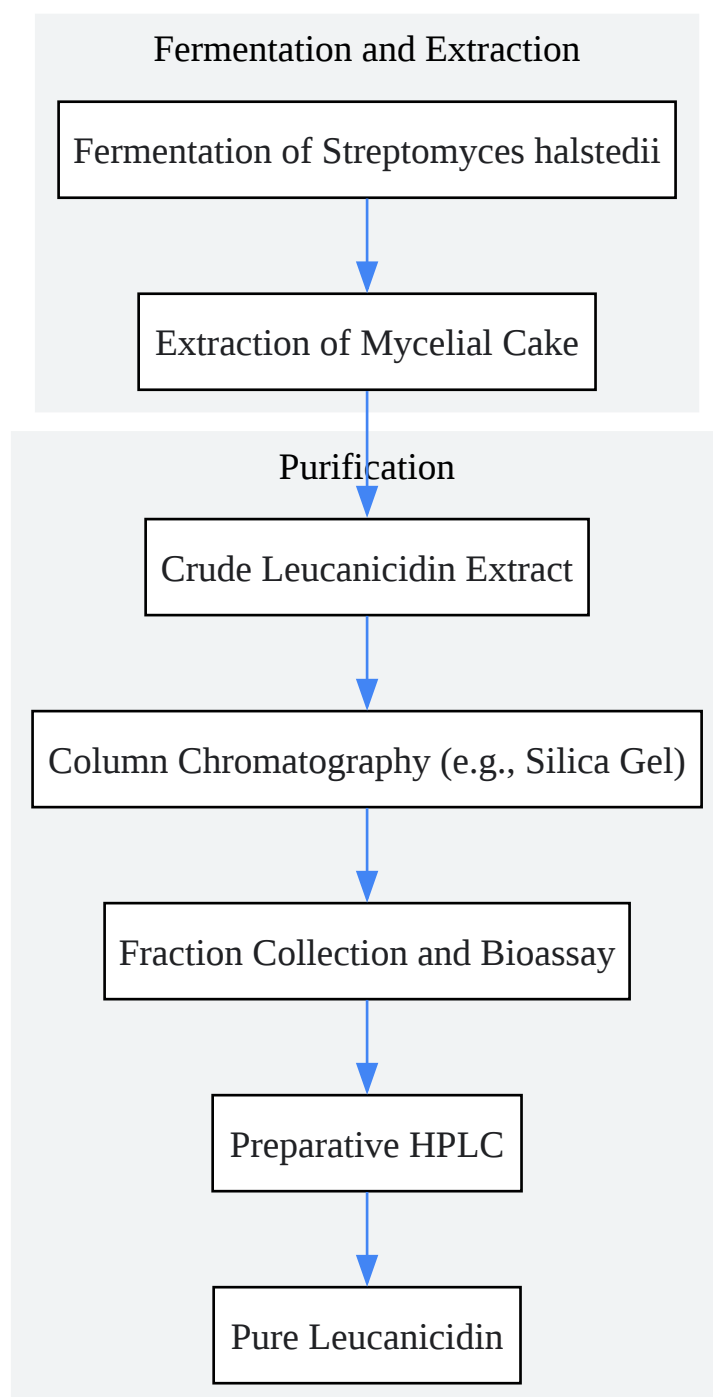 Fermentation and Extraction
Fermentation of Streptomyces halstedii
Extraction of Mycelial Cake
Purification
Crude Leucanicidin Extract
Column Chromatography (e.g., Silica Gel)
Fraction Collection and Bioassay
Preparative HPLC
Pure Leucanicidin